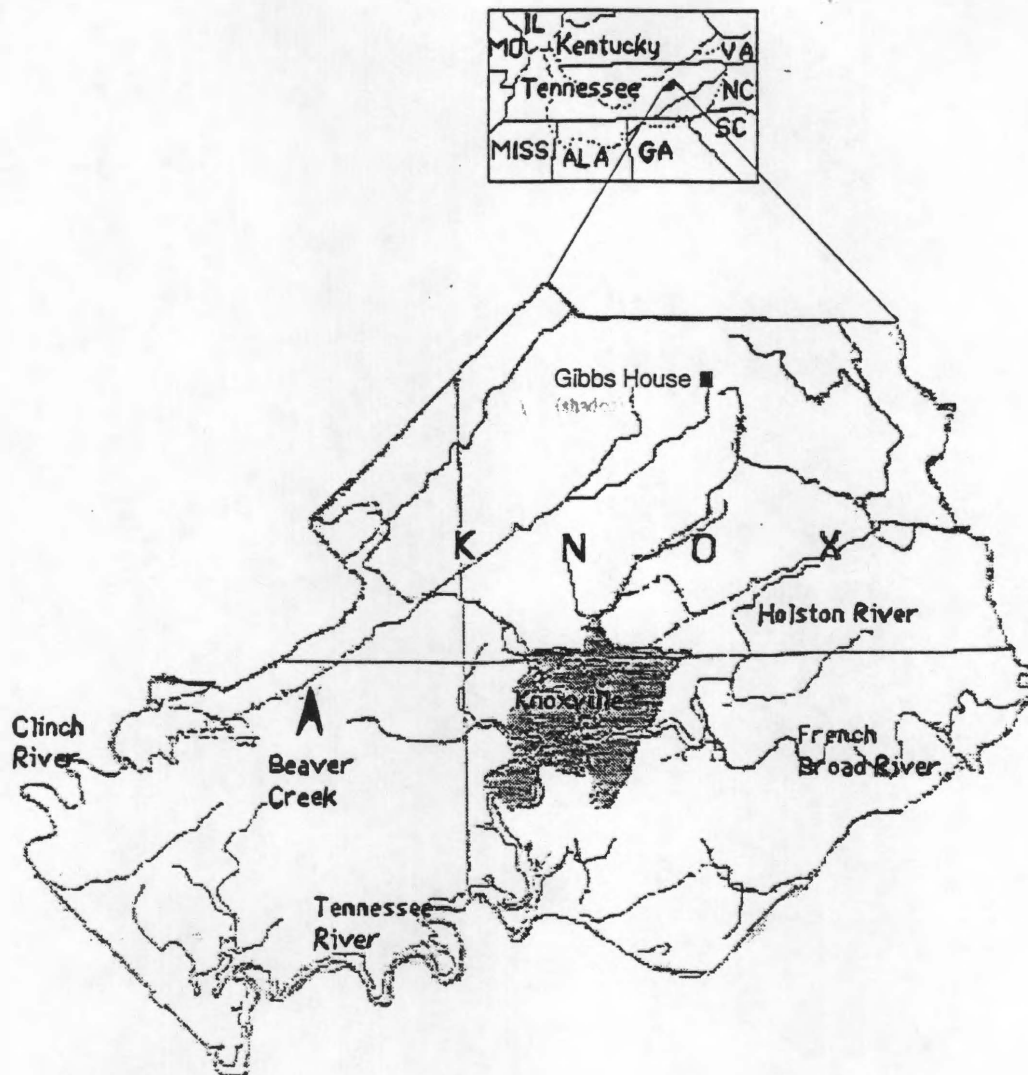 IL
MO Kentucky VA
Tennessee NC
SC
MISS ALA GA
Gibbs House
(shado
K N O X
Holston River
Knoxville
Clinch
River
Beaver
Creek
French
Broad River
Tennessee
River